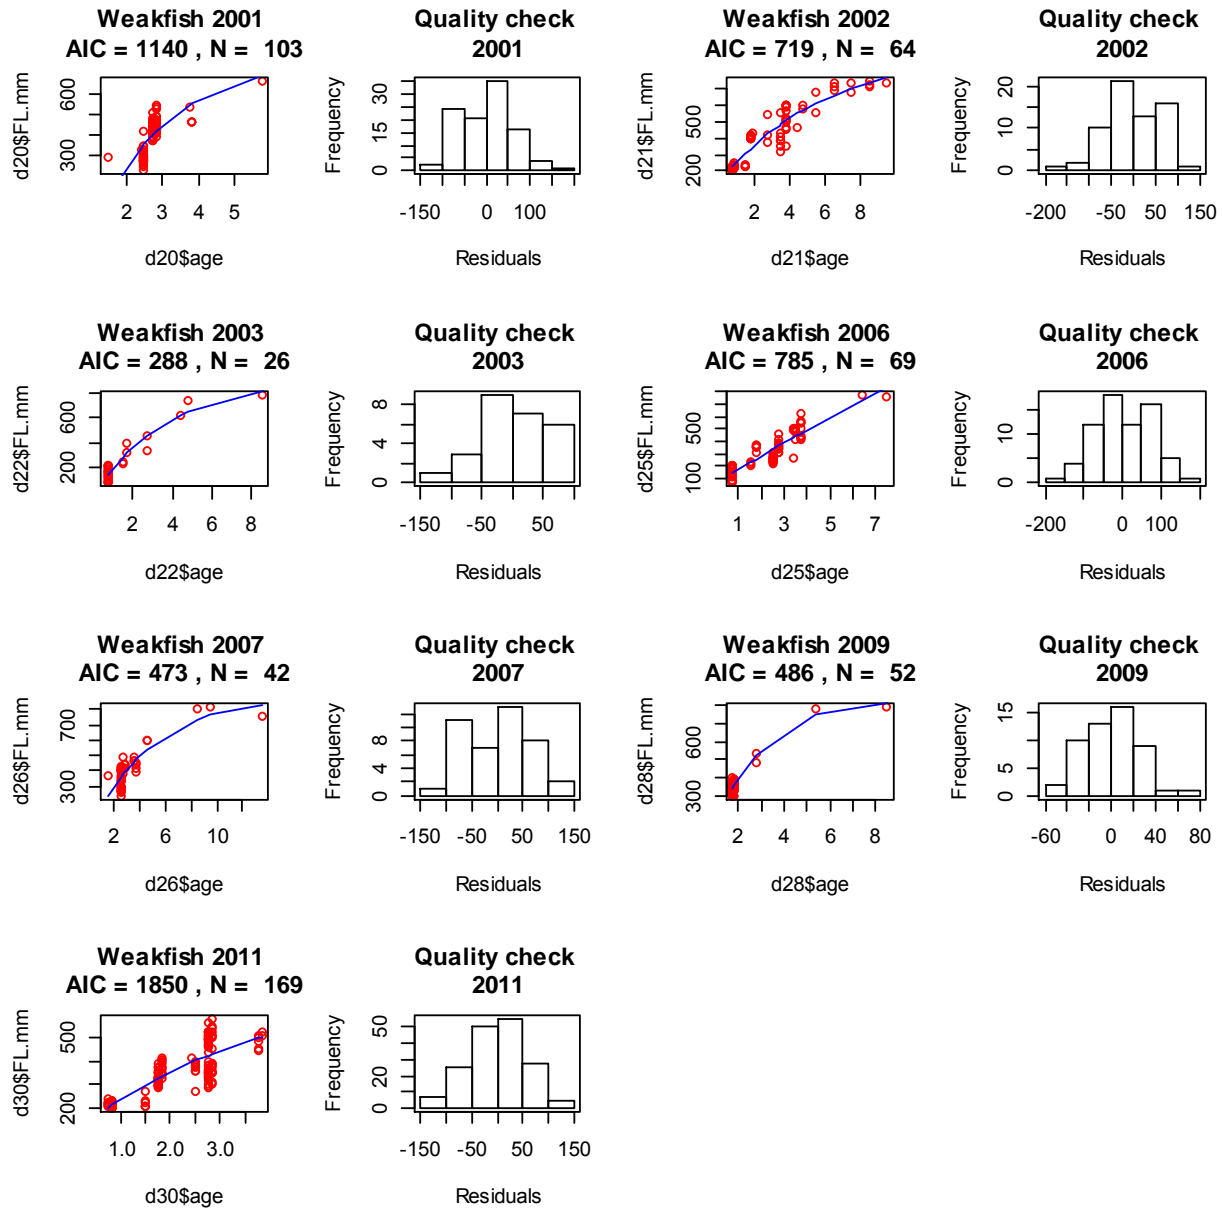 Weakfish 2001
AIC = 1140 , N =  103
d20$FL.mm
300
600
2
3
4
5
d20$age
Quality check
2001
Frequency
0
15
30
-150
0
100
Residuals
Weakfish 2002
AIC = 719 , N =  64
d21$FL.mm
200
500
2
4
6
8
d21$age
Quality check
2002
Frequency
0
10
20
-200
-50
50
150
Residuals
Weakfish 2003
AIC = 288 , N =  26
d22$FL.mm
200
600
2
4
6
8
d22$age
Quality check
2003
Frequency
0
4
8
-150
-50
50
Residuals
Weakfish 2006
AIC = 785 , N =  69
d25$FL.mm
100
500
1
3
5
7
d25$age
Quality check
2006
Frequency
0
10
-200
0
100
Residuals
Weakfish 2007
AIC = 473 , N =  42
d26$FL.mm
300
700
2
6
10
d26$age
Quality check
2007
Frequency
0
4
8
-150
-50
50
150
Residuals
Weakfish 2009
AIC = 486 , N =  52
d28$FL.mm
300
600
2
4
6
8
d28$age
Quality check
2009
Frequency
0
5
15
-60
0
40
80
Residuals
Weakfish 2011
AIC = 1850 , N =  169
d30$FL.mm
200
500
1.0
2.0
3.0
d30$age
Quality check
2011
Frequency
0
20
50
-150
-50
50
150
Residuals